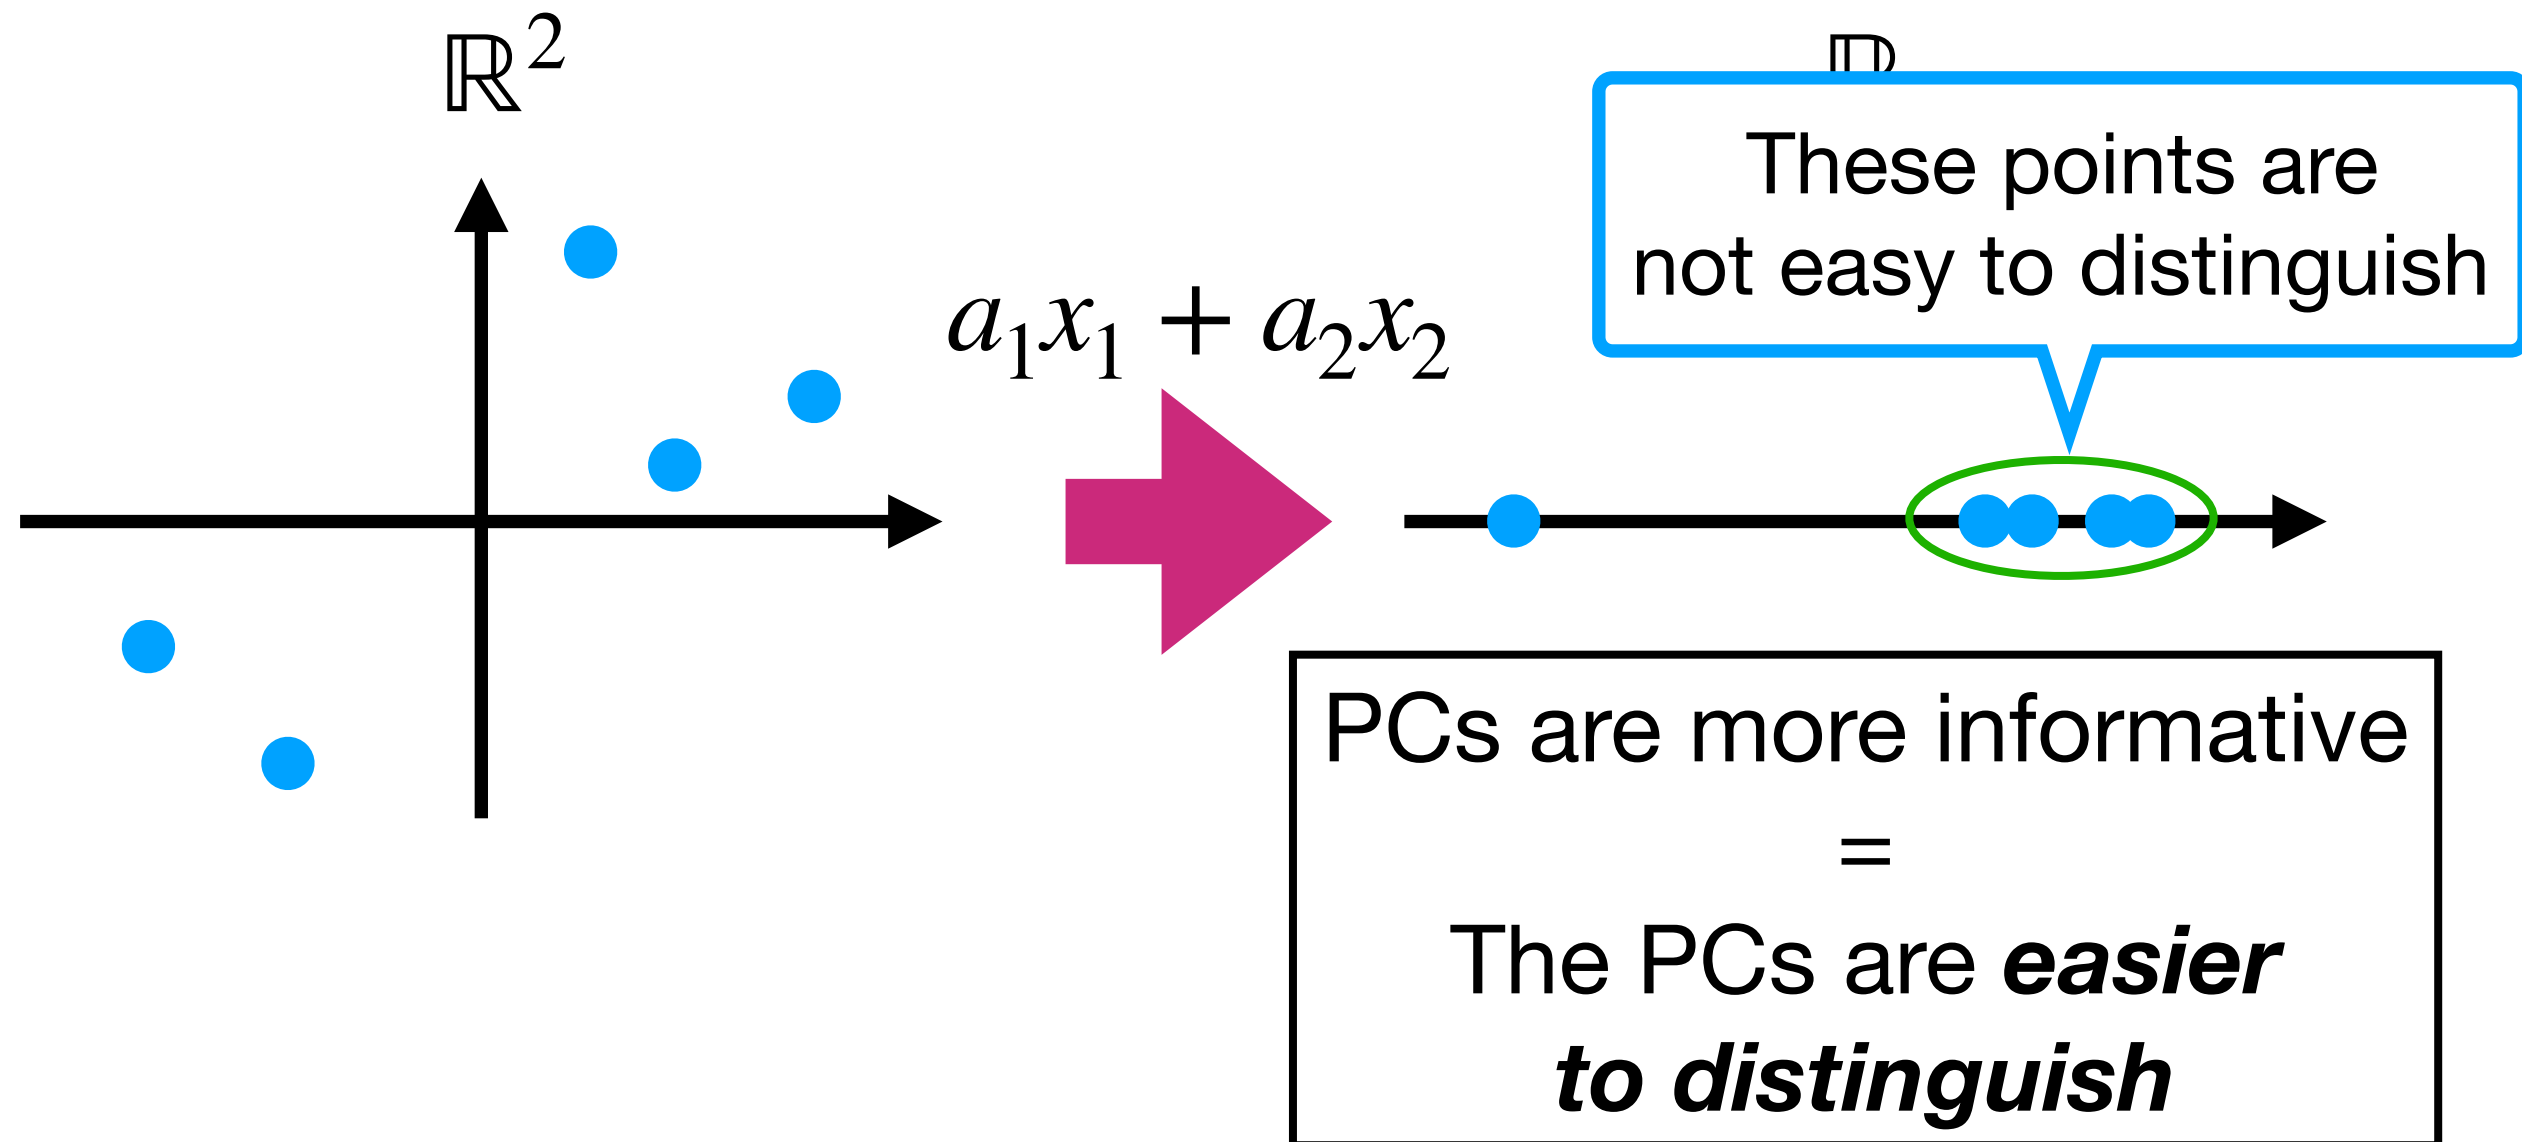 ℝ²
These points are
not easy to distinguish
a₁x₁ + a₂x₂
PCs are more informative
=
The PCs are easier
to distinguish